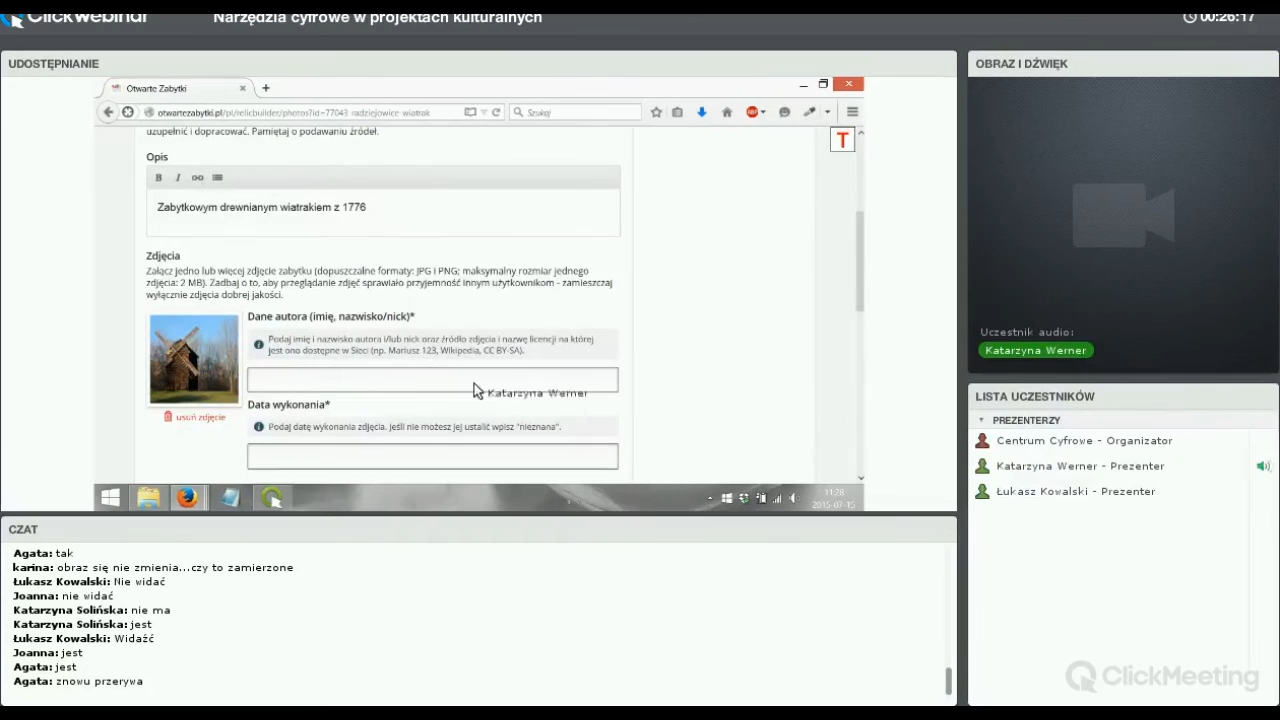 ClickWebinar
Narzędzia cyfrowe w projektach kulturalnych
00:26:17
UDOSTĘPNIANIE
Otwarte Zabytki
otwartezabytki.pl/pl/relicbuilder/photos?id=77043-radziejowice-wiatrak
Szukaj
ABP
uzupełnić i dopracować. Pamiętaj o podawaniu źródeł.
T
Opis
B I
Zabytkowym drewnianym wiatrakiem z 1776
Zdjęcia
Załącz jedno lub więcej zdjęcie zabytku (dopuszczalne formaty: JPG i PNG; maksymalny rozmiar jednego
zdjęcia: 2 MB). Zadbaj o to, aby przeglądanie zdjęć sprawiało przyjemność innym użytkownikom - zamieszczaj
wyłącznie zdjęcia dobrej jakości.
Dane autora (imię, nazwisko/nick)*
Podaj imię i nazwisko autora i/lub nick oraz źródło zdjęcia i nazwę licencji na której
jest ono dostępne w Sieci (np. Mariusz 123, Wikipedia, CC BY-SA).
Katarzyna Werner
usuń zdjęcie
Data wykonania*
Podaj datę wykonania zdjęcia. Jeśli nie możesz jej ustalić wpisz "nieznana".
11:28
2015-07-15
OBRAZ I DŹWIĘK
Uczestnik audio:
Katarzyna Werner
LISTA UCZESTNIKÓW
PREZENTERZY
Centrum Cyfrowe - Organizator
Katarzyna Werner - Prezenter
Łukasz Kowalski - Prezenter
CZAT
Agata: tak
karina: obraz się nie zmienia...czy to zamierzone
Łukasz Kowalski: Nie widać
Joanna: nie widać
Katarzyna Solińska: nie ma
Katarzyna Solińska: jest
Łukasz Kowalski: Widażć
Joanna: jest
Agata: jest
Agata: znowu przerywa
ClickMeeting